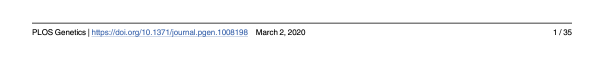 PLOS Genetics | https://doi.org/10.1371/journal.pgen.1008198 March 2, 2020 1 / 35